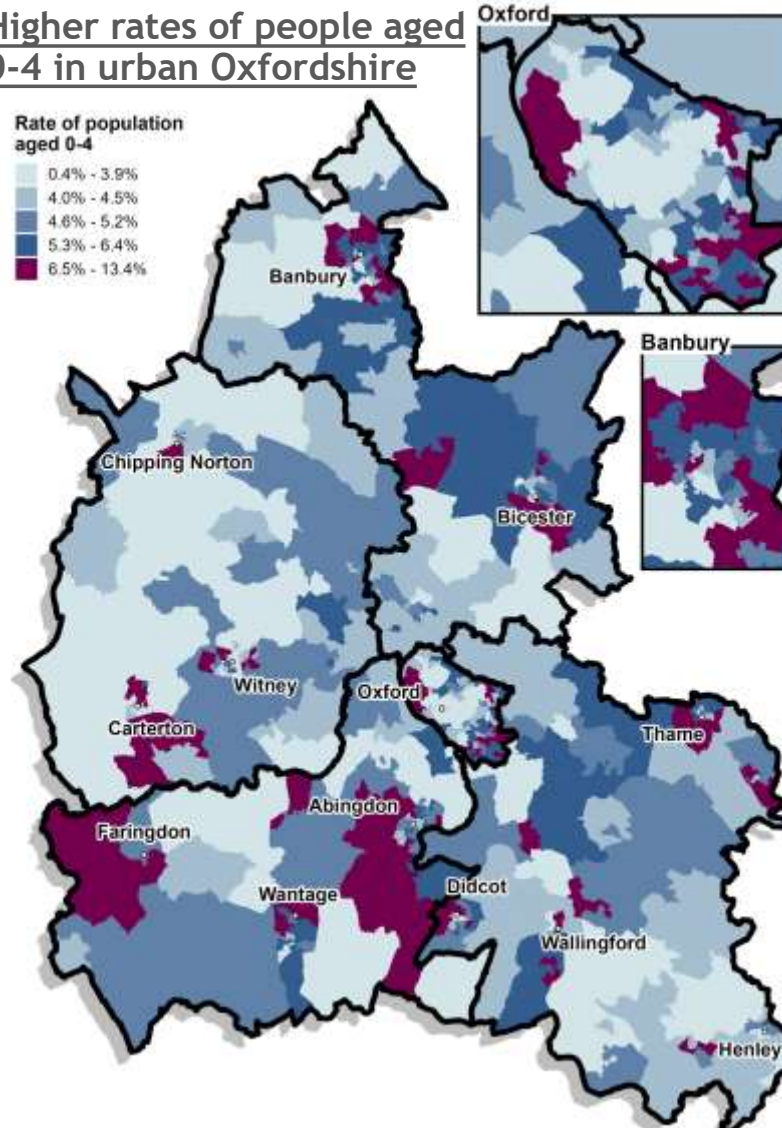 Higher rates of people aged
0-4 in urban Oxfordshire
Rate of population
aged 0-4
0.4% - 3.9%
4.0% - 4.5%
4.6% - 5.2%
5.3% - 6.4%
6.5% - 13.4%
Oxford
Banbury
Banbury
Chipping Norton
Bicester
Witney
Oxford
Carterton
Thame
Abingdon
Faringdon
Wantage
Didcot
Wallingford
Henley